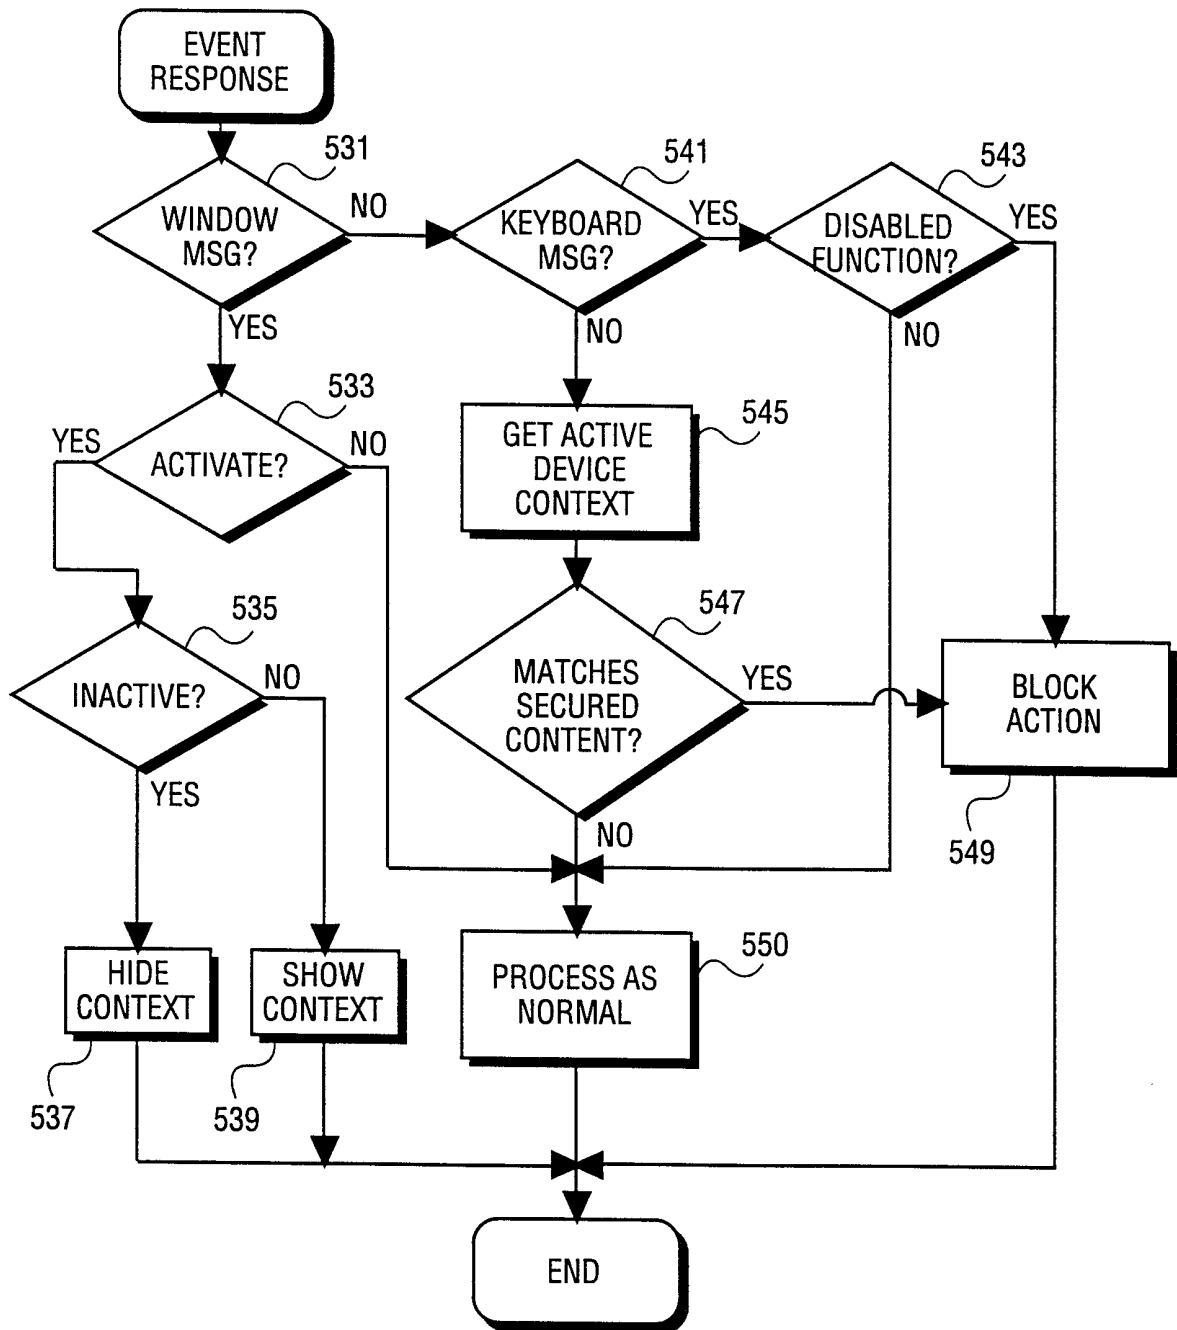 EVENT
RESPONSE
531
541
543
WINDOW
MSG?
NO
KEYBOARD
MSG?
YES
DISABLED
FUNCTION?
YES
YES
NO
NO
533
YES
ACTIVATE?
NO
GET ACTIVE
DEVICE
CONTEXT
545
535
INACTIVE?
NO
547
MATCHES
SECURED
CONTENT?
YES
BLOCK
ACTION
YES
NO
549
HIDE
CONTEXT
SHOW
CONTEXT
PROCESS AS
NORMAL
550
537
539
END